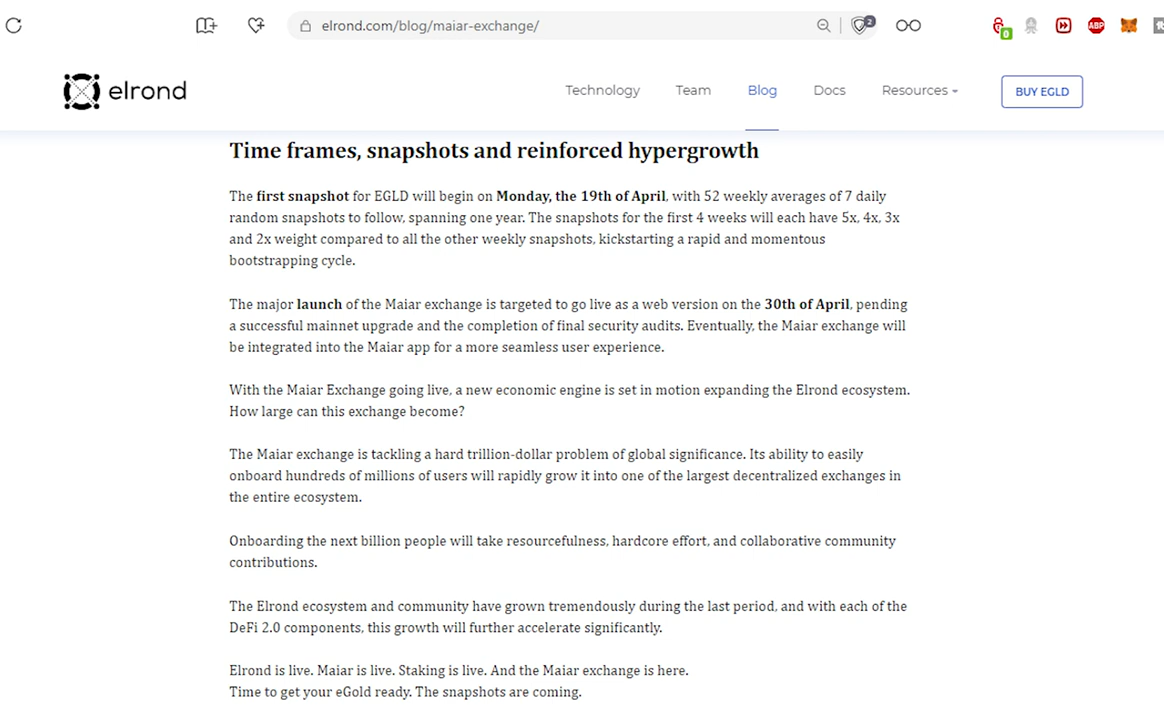 elrond.com/blog/maiar-exchange/
2
0
ABP
elrond
Technology
Team
Blog
Docs
Resources
BUY EGLD
Time frames, snapshots and reinforced hypergrowth
The first snapshot for EGLD will begin on Monday, the 19th of April, with 52 weekly averages of 7 daily
random snapshots to follow, spanning one year. The snapshots for the first 4 weeks will each have 5x, 4x, 3x
and 2x weight compared to all the other weekly snapshots, kickstarting a rapid and momentous
bootstrapping cycle.
The major launch of the Maiar exchange is targeted to go live as a web version on the 30th of April, pending
a successful mainnet upgrade and the completion of final security audits. Eventually, the Maiar exchange will
be integrated into the Maiar app for a more seamless user experience.
With the Maiar Exchange going live, a new economic engine is set in motion expanding the Elrond ecosystem.
How large can this exchange become?
The Maiar exchange is tackling a hard trillion-dollar problem of global significance. Its ability to easily
onboard hundreds of millions of users will rapidly grow it into one of the largest decentralized exchanges in
the entire ecosystem.
Onboarding the next billion people will take resourcefulness, hardcore effort, and collaborative community
contributions.
The Elrond ecosystem and community have grown tremendously during the last period, and with each of the
DeFi 2.0 components, this growth will further accelerate significantly.
Elrond is live. Maiar is live. Staking is live. And the Maiar exchange is here.
Time to get your eGold ready. The snapshots are coming.